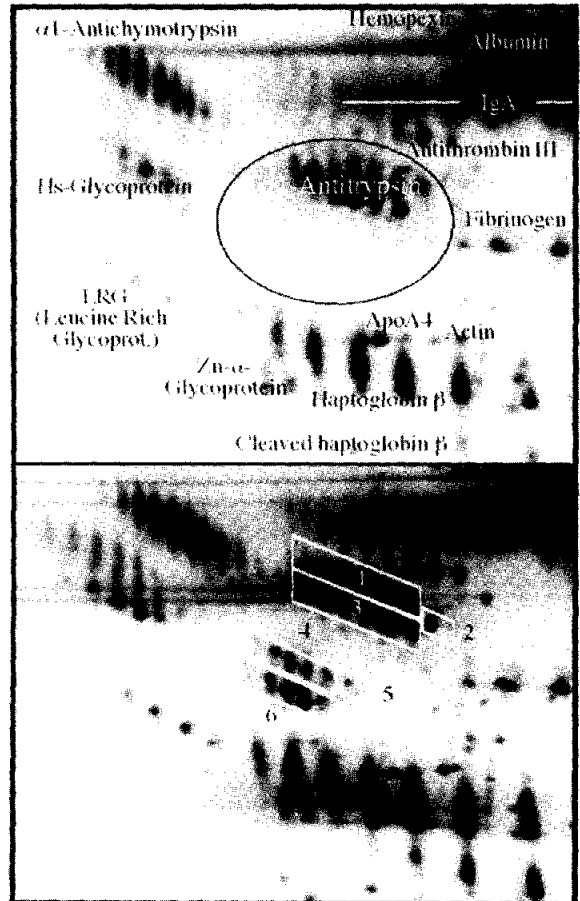 α1-Antichymotrypsin
Hemopexin
Albumin
IgA
Antithrombin III
Antitrypsin
Hs-Glycoprotein
Fibrinogen
LRG
(Leucine Rich
Glycoprot.)
ApoA4
Actin
Zn-α-
Glycoprotein
Haptoglobin β
Cleaved haptoglobin β
1
3
2
4
5
6